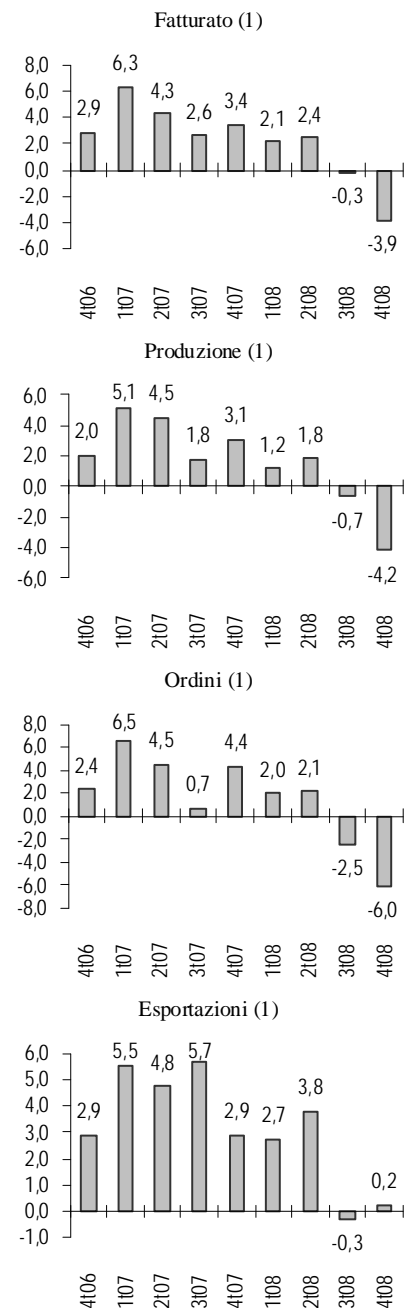 Fatturato (1)
8,0
6,0
4,0
2,0
0,0
-2,0
-4,0
-6,0
2,9
6,3
4,3
2,6
3,4
2,1
2,4
-0,3
-3,9
4t06
1t07
2t07
3t07
4t07
1t08
2t08
3t08
4t08
Produzione (1)
6,0
4,0
2,0
0,0
-2,0
-4,0
-6,0
2,0
5,1
4,5
1,8
3,1
1,2
1,8
-0,7
-4,2
4t06
1t07
2t07
3t07
4t07
1t08
2t08
3t08
4t08
Ordini (1)
8,0
6,0
4,0
2,0
0,0
-2,0
-4,0
-6,0
-8,0
2,4
6,5
4,5
0,7
4,4
2,0
2,1
-2,5
-6,0
4t06
1t07
2t07
3t07
4t07
1t08
2t08
3t08
4t08
Esportazioni (1)
6,0
5,0
4,0
3,0
2,0
1,0
0,0
-1,0
2,9
5,5
4,8
5,7
2,9
2,7
3,8
-0,3
0,2
4t06
1t07
2t07
3t07
4t07
1t08
2t08
3t08
4t08